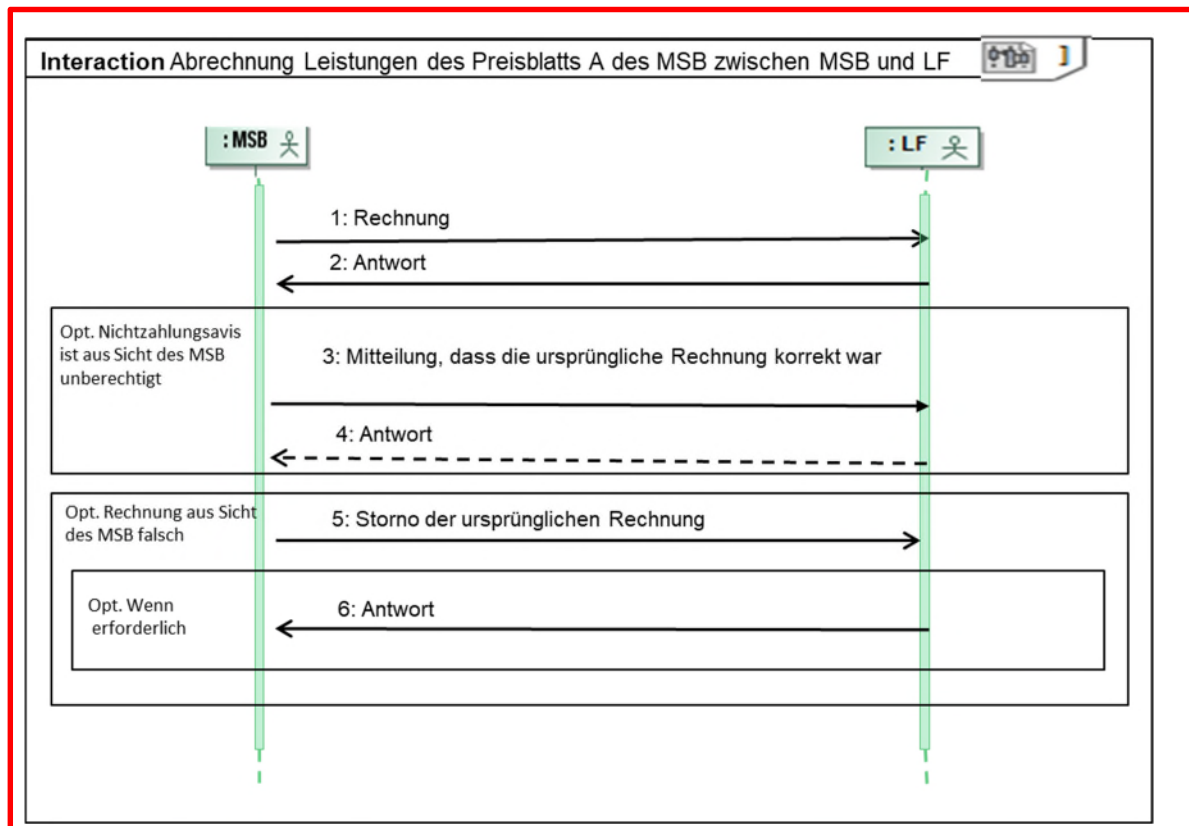 Interaction Abrechnung Leistungen des Preisblatts A des MSB zwischen MSB und LF
: MSB
: LF
1: Rechnung
2: Antwort
Opt. Nichtzahlungsavis
ist aus Sicht des MSB
unberechtigt
3: Mitteilung, dass die ursprüngliche Rechnung korrekt war
4: Antwort
Opt. Rechnung aus Sicht
des MSB falsch
5: Storno der ursprünglichen Rechnung
Opt. Wenn
erforderlich
6: Antwort